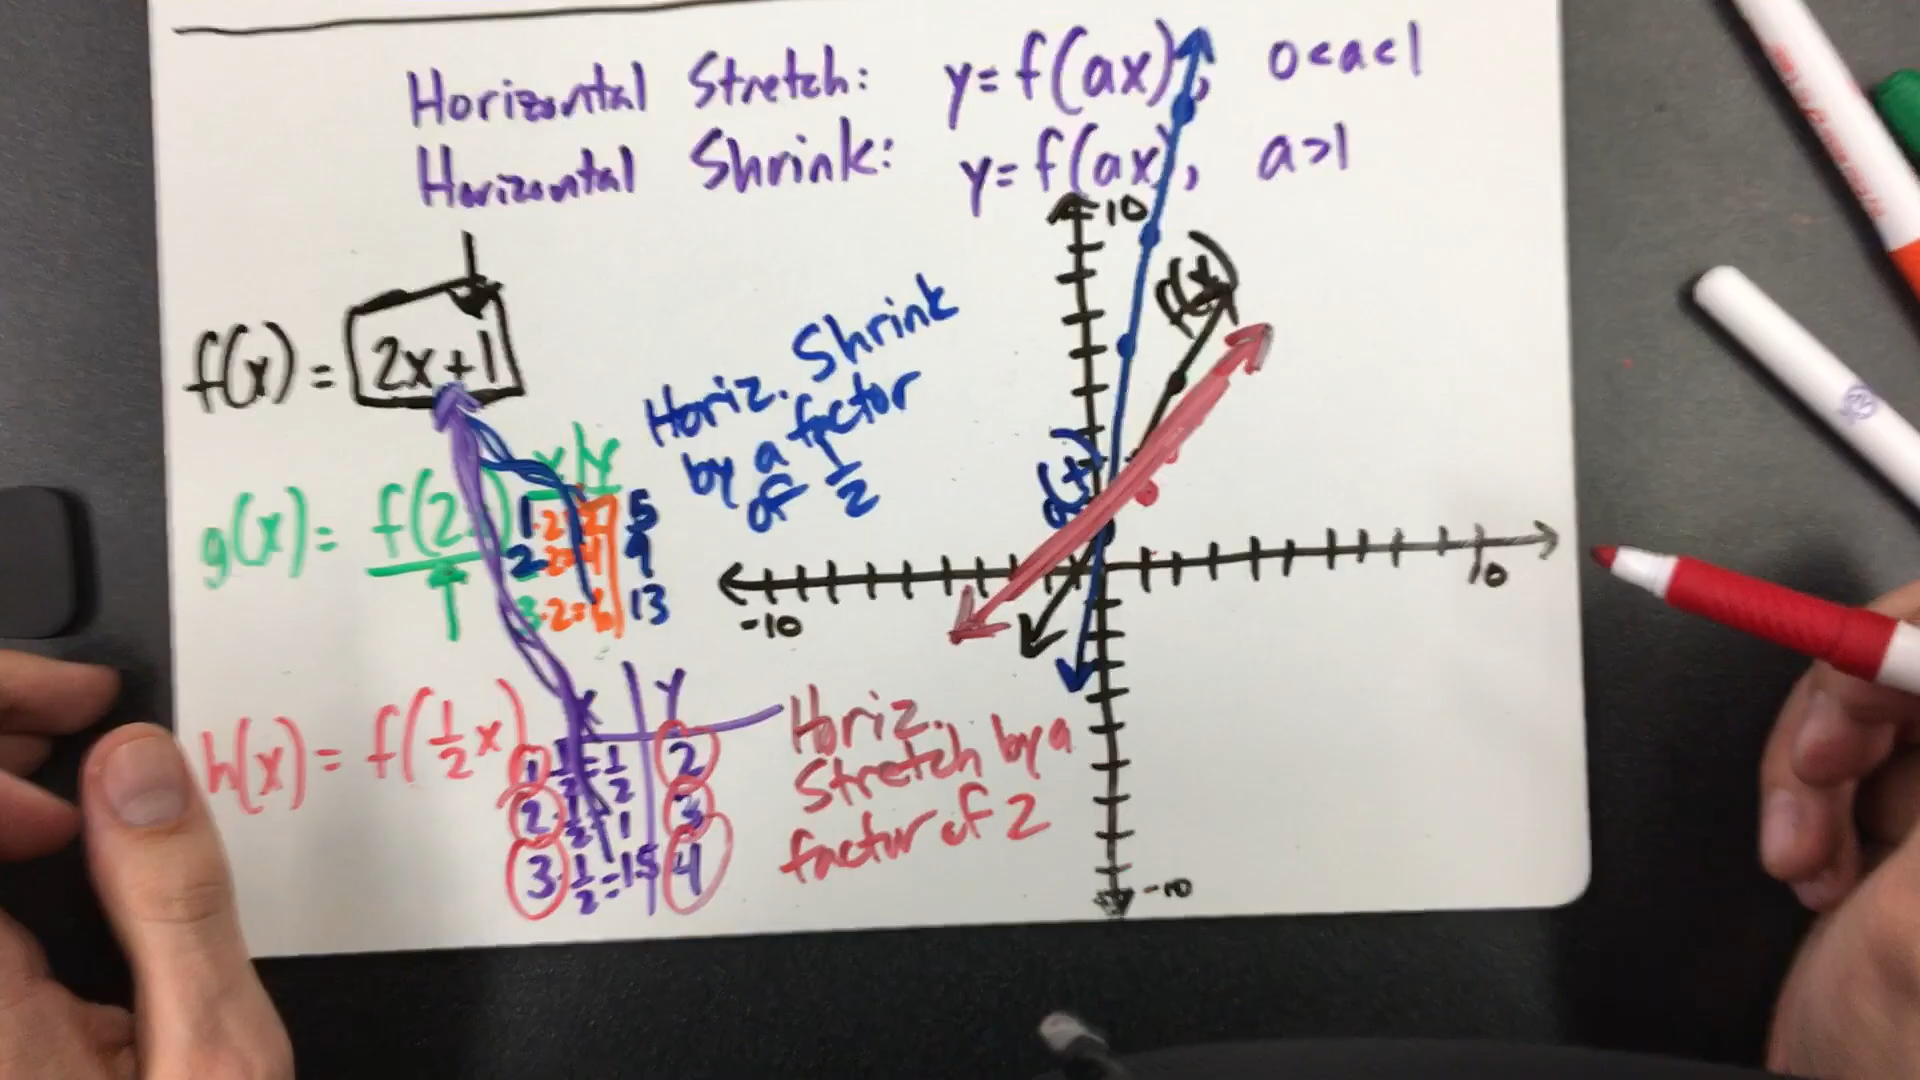 Horizontal Stretch: y = f(ax), 0<a<1
Horizontal Shrink: y = f(ax), a>1
10
f(x)
f(x) = 2x+1
Horiz. Shrink
by a factor
of 1/2
x y
g(x) = f(2x)
1·2=2 5
2·2=4 9
3·2=6 13
g(x)
-10
10
h(x) = f(1/2x)
x y
1·1/2=1/2 2
2·1/2=1 3
3·1/2=1.5 4
Horiz.
Stretch by a
factor of 2
-10